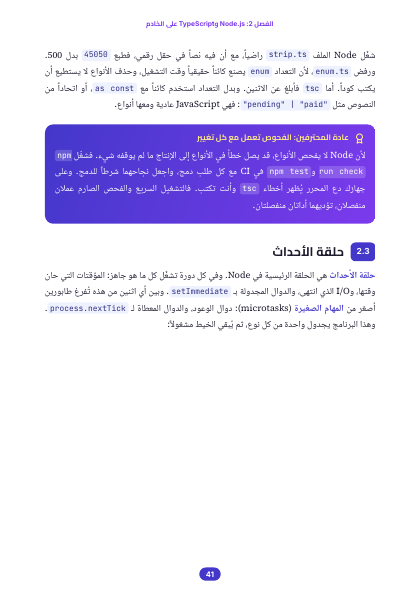 الفصل 2: Node.js وTypeScript على الخادم
شغّل Node الملف strip.ts راضياً، مع أن فيه نصاً في حقل رقمي، فطبع 45050 بدل 500.
ورفض enum.ts، لأن التعداد enum يصنع كائناً حقيقياً وقت التشغيل، وحذف الأنواع لا يستطيع أن
يكتب كوداً. أما tsc فأبلغ عن الاثنين. وبدل التعداد استخدم كائناً مع as const، أو اتحاداً من
النصوص مثل "pending" | "paid": فهي JavaScript عادية ومعها أنواع.
عادة المحترفين: الفحوص تعمل مع كل تغيير
لأن Node لا يفحص الأنواع، قد يصل خطأ في الأنواع إلى الإنتاج ما لم يوقفه شيء. فشغّل npm
run check وnpm test في CI مع كل طلب دمج، واجعل نجاحهما شرطاً للدمج. وعلى
جهازك دع المحرر يُظهر أخطاء tsc وأنت تكتب. فالتشغيل السريع والفحص الصارم عملان
منفصلان، تؤديهما أداتان منفصلتان.
2.3 حلقة الأحداث
حلقة الأحداث هي الحلقة الرئيسية في Node. وفي كل دورة تشغّل كل ما هو جاهز: المؤقتات التي حان
وقتها، وI/O الذي انتهى، والدوال المجدولة بـ setImmediate. وبين أي اثنين من هذه تُفرغ طابورين
أصغر من المهام الصغيرة (microtasks): دوال الوعود، والدوال المعطاة لـ process.nextTick.
وهذا البرنامج يجدول واحدة من كل نوع، ثم يُبقي الخيط مشغولاً:
41